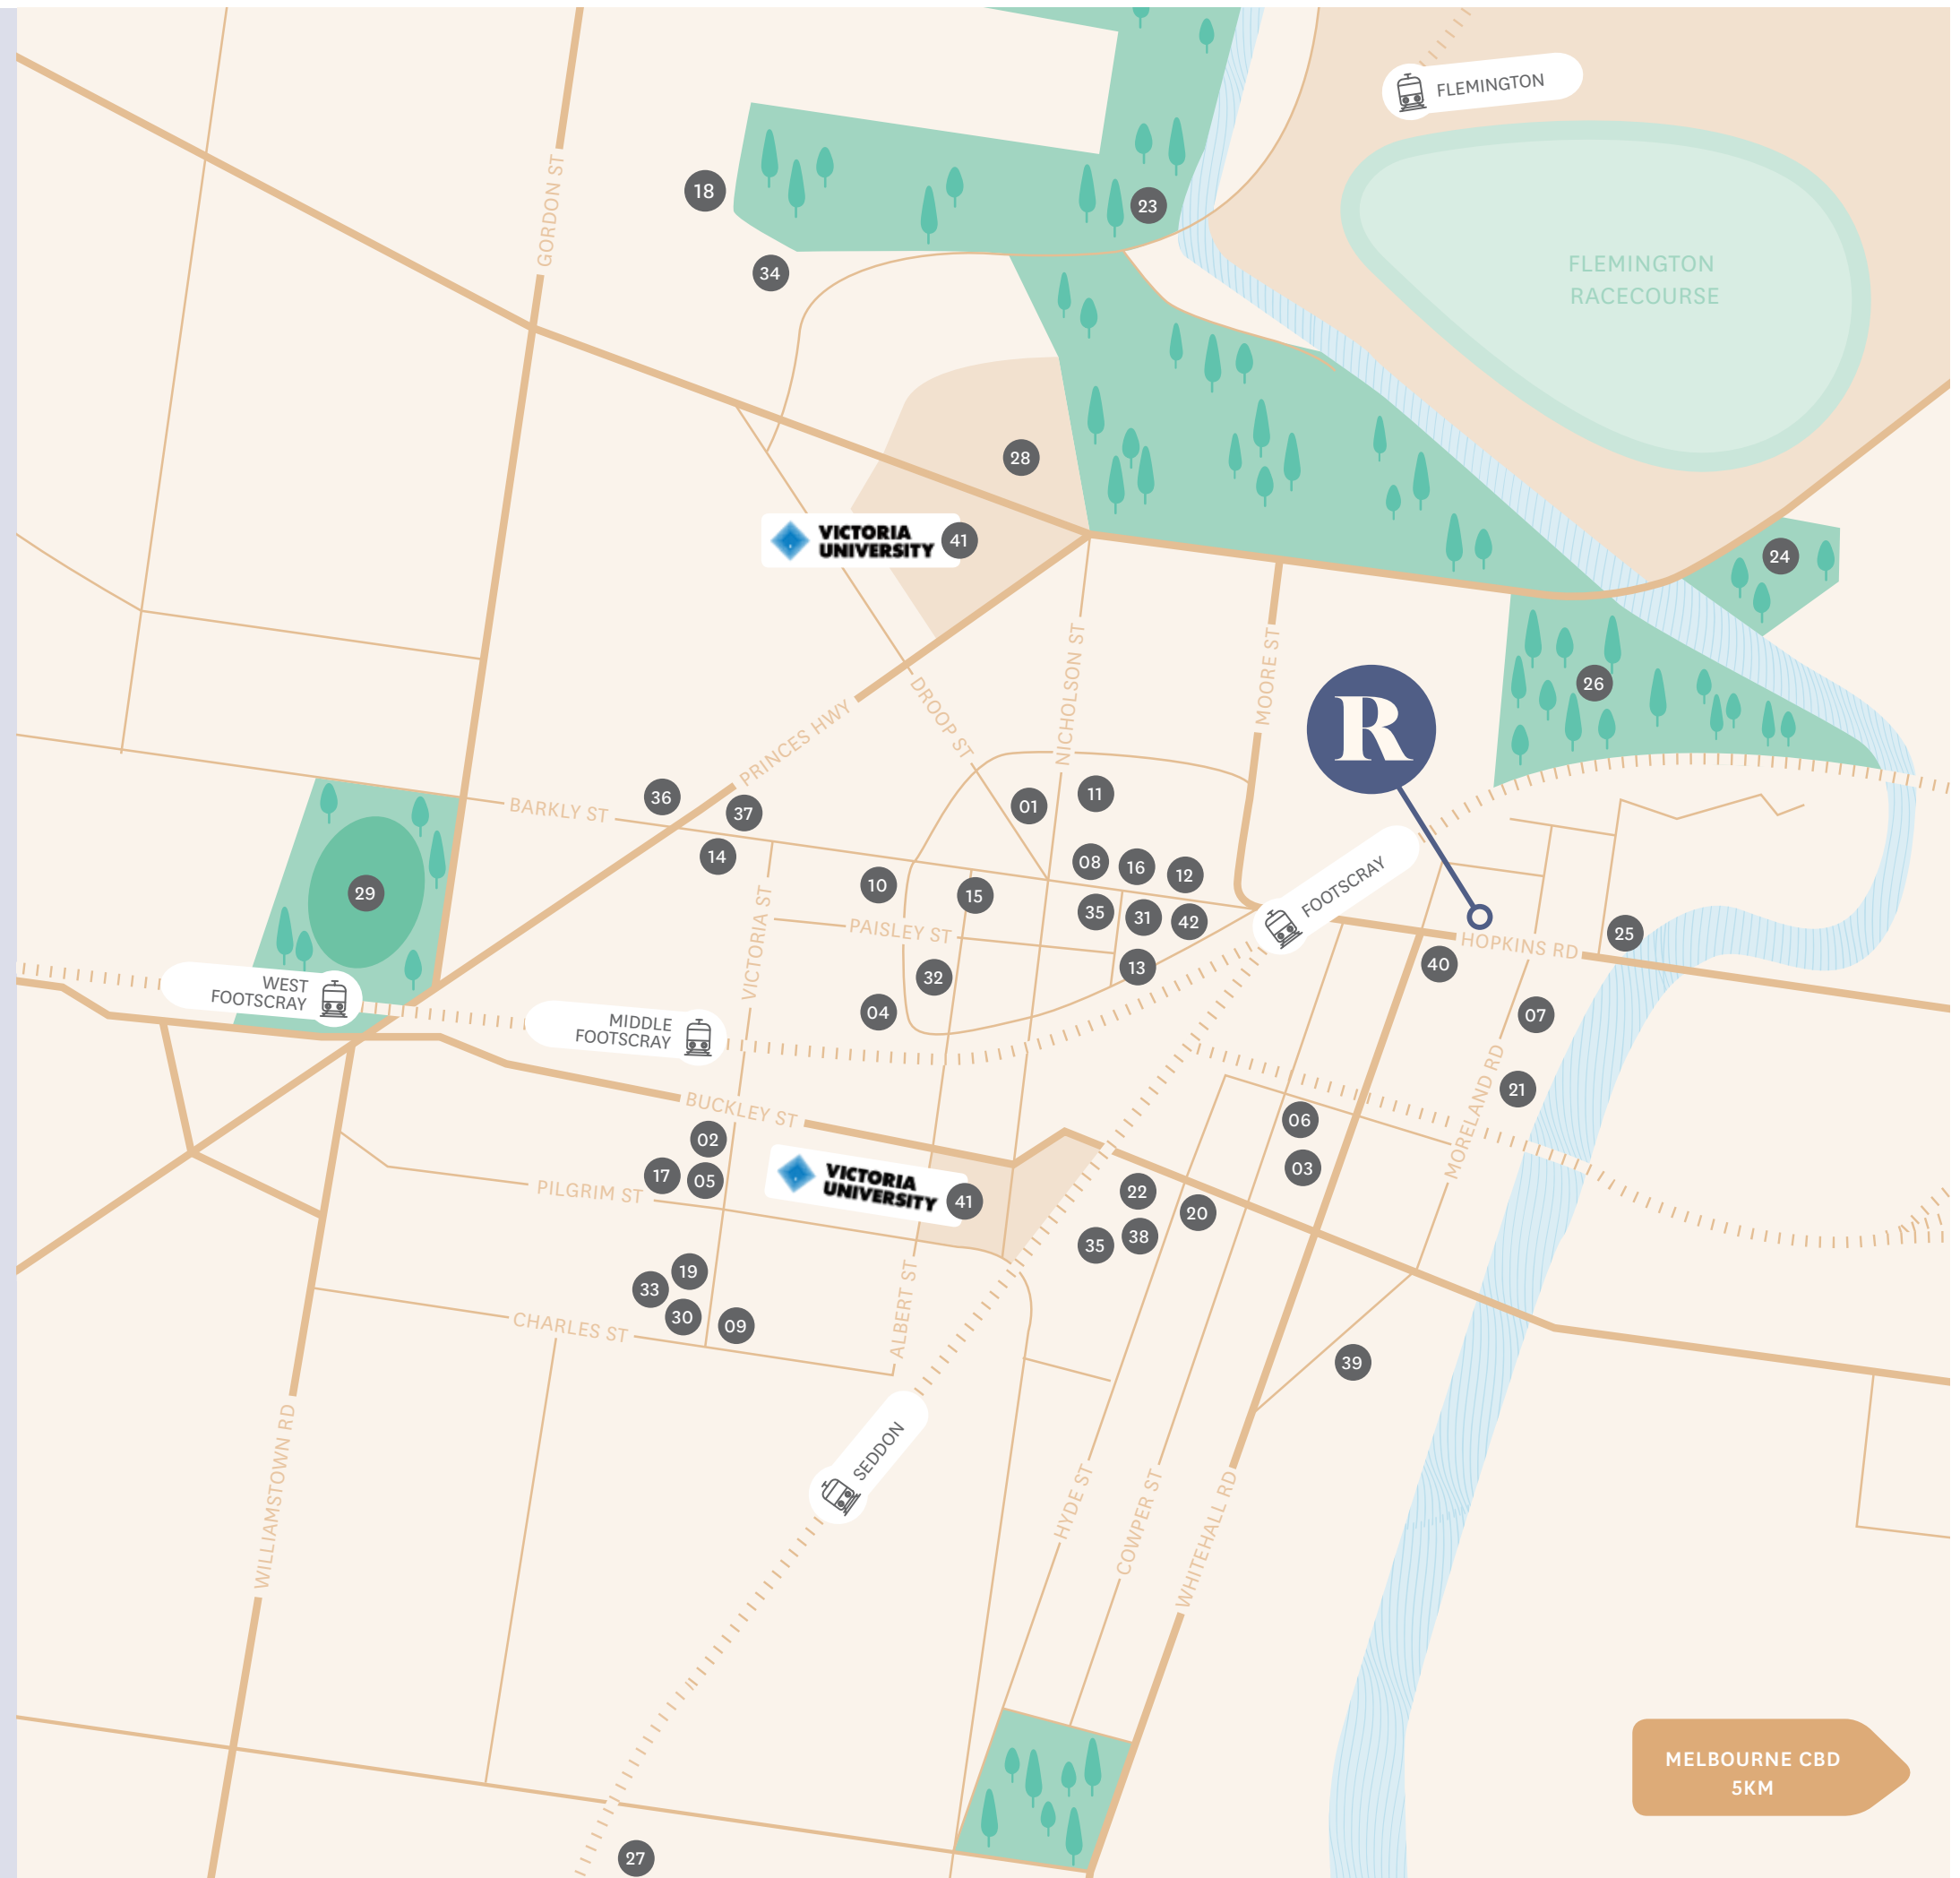 FLEMINGTON
GORDON ST
18
23
FLEMINGTON
RACECOURSE
34
28
VICTORIA
UNIVERSITY
41
24
NICHOLSON ST
MOORE ST
26
DROOP ST
PRINCES HWY
R
36
37
01
11
BARKLY ST
14
08
16
12
FOOTSCRAY
29
10
15
35
31
42
VICTORIA ST
PAISLEY ST
25
HOPKINS RD
40
13
32
WEST
FOOTSCRAY
04
07
MIDDLE
FOOTSCRAY
MORELAND RD
21
BUCKLEY ST
06
02
03
17
05
PILGRIM ST
VICTORIA
UNIVERSITY
41
22
20
38
35
19
33
30
09
CHARLES ST
ALBERT ST
39
SEDDON
WILLIAMSTOWN RD
HYDE ST
COWPER ST
WHITEHALL RD
MELBOURNE CBD
5KM
27